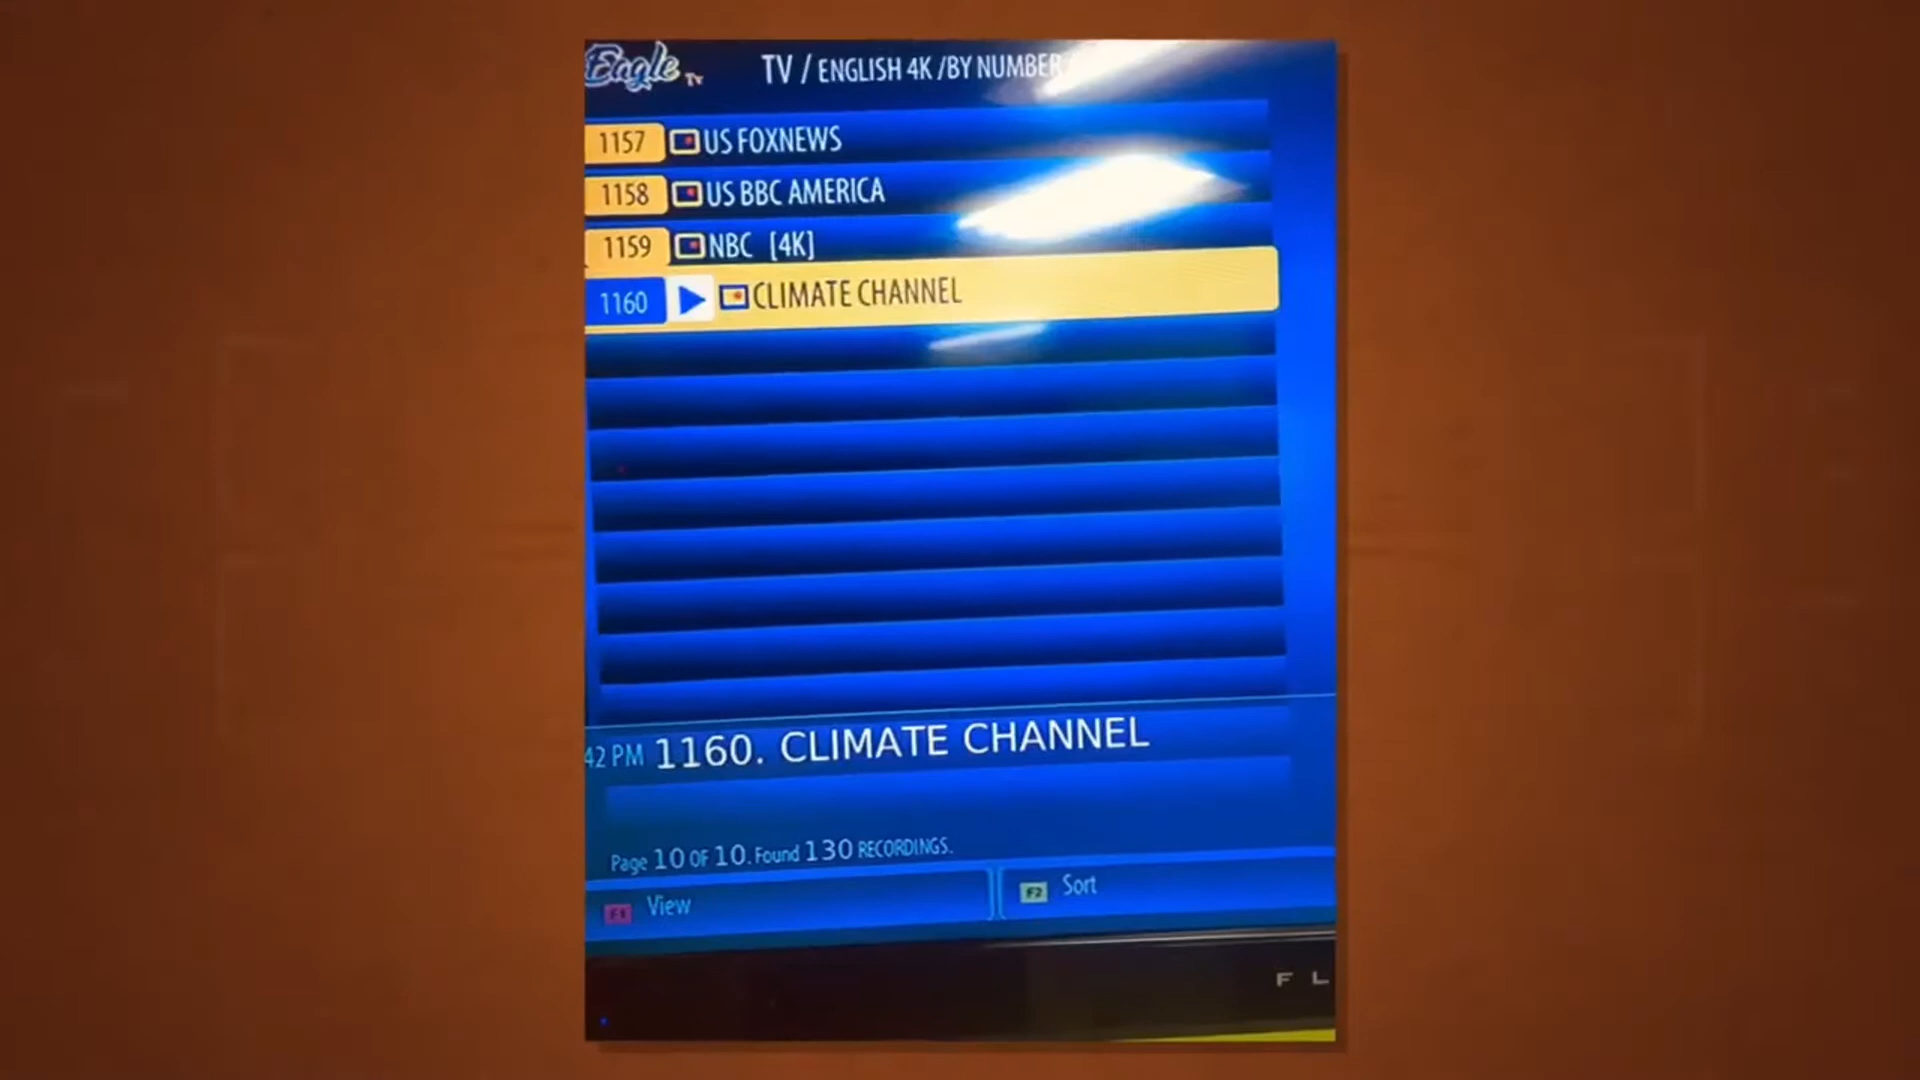 Eagle TV
TV / ENGLISH 4K /BY NUMBER
1157 US FOXNEWS
1158 US BBC AMERICA
1159 NBC [4K]
1160 CLIMATE CHANNEL
42 PM 1160. CLIMATE CHANNEL
Page 10 OF 10. Found 130 RECORDINGS.
F1 View
F2 Sort
F L